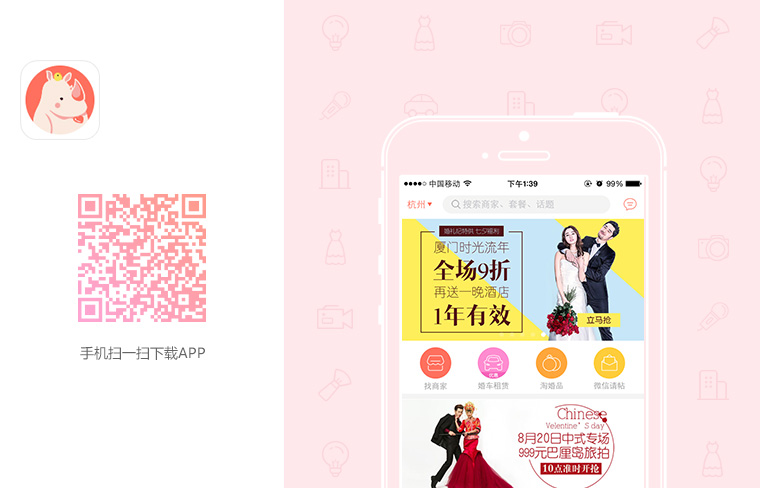 手机扫一扫下载APP
中国移动
下午1:39
99%
杭州
搜索商家、套餐、话题
婚礼纪特供 七夕福利
厦门时光流年
全场9折
再送一晚酒店
1年有效
立马抢
找商家
婚车租赁
淘婚品
微信请帖
Chinese
Velentine’S day
8月20日中式专场
999元巴厘岛旅拍
10点准时开抢